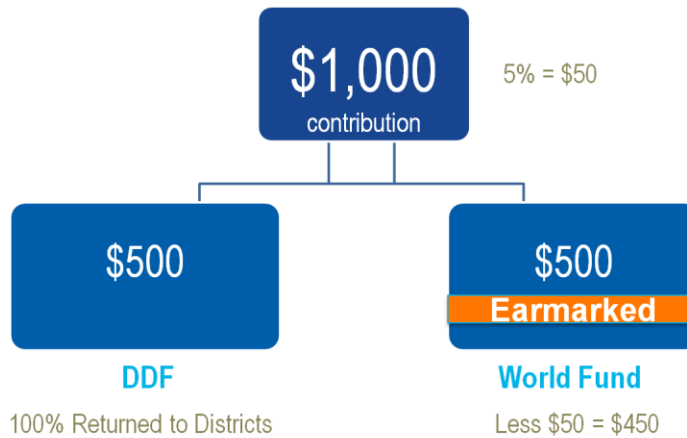 $1,000
contribution
5% = $50
$500
$500
Earmarked
DDF
World Fund
100% Returned to Districts
Less $50 = $450